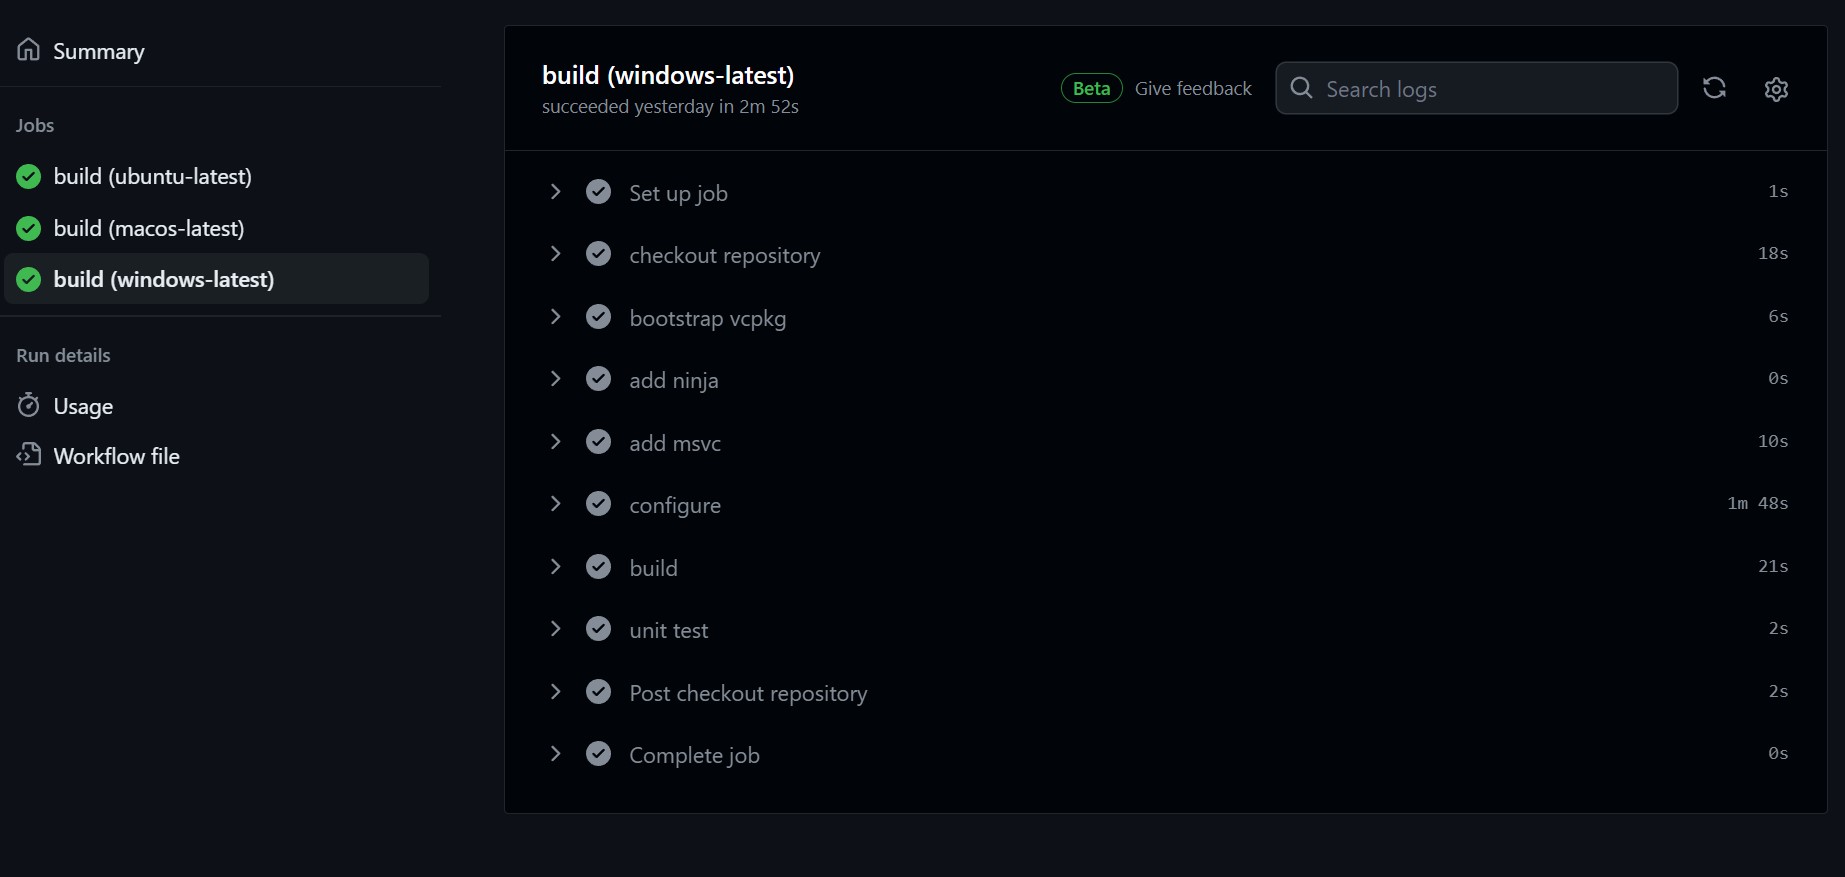 Summary
Jobs
build (ubuntu-latest)
build (macos-latest)
build (windows-latest)
Run details
Usage
Workflow file
build (windows-latest)
succeeded yesterday in 2m 52s
Beta Give feedback
Search logs
Set up job 1s
checkout repository 18s
bootstrap vcpkg 6s
add ninja 0s
add msvc 10s
configure 1m 48s
build 21s
unit test 2s
Post checkout repository 2s
Complete job 0s